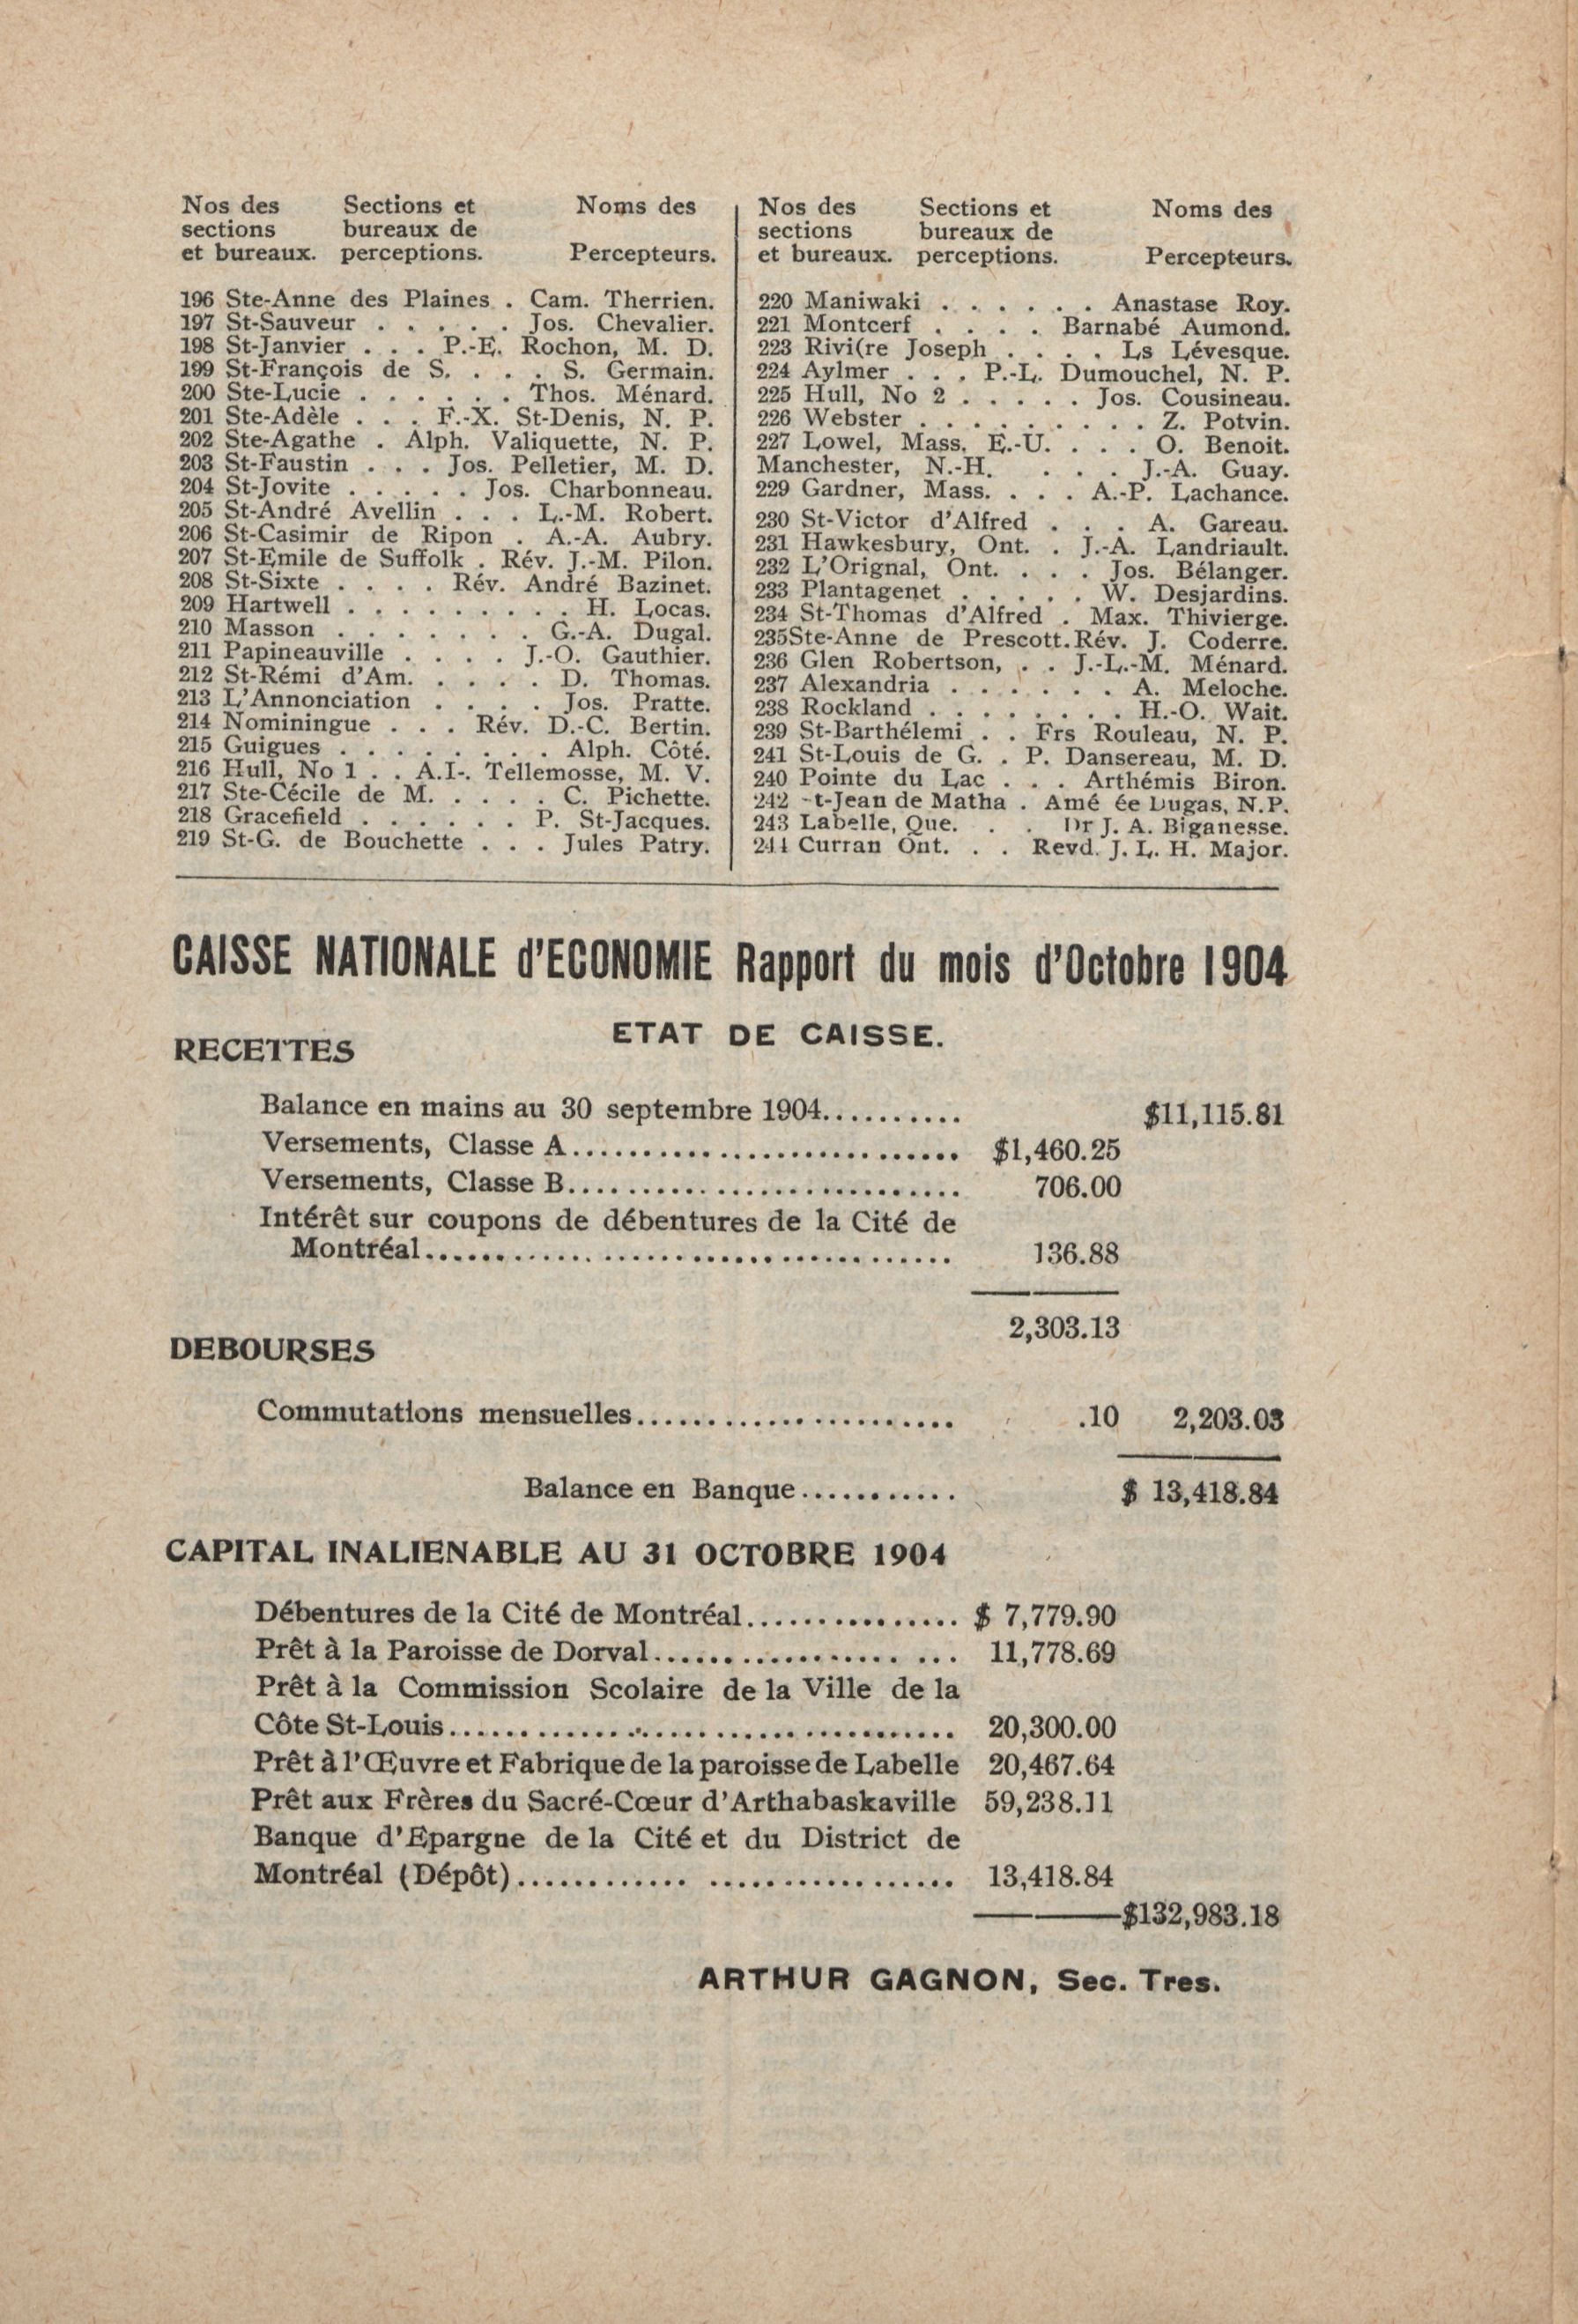 Nos des Sections et Noms des
sections bureaux de
et bureaux. perceptions. Percepteurs.
196 Ste-Anne des Plaines . Cam. Therrien.
197 St-Sauveur . . . . . Jos. Chevalier.
198 St-Janvier . . . P.-E. Rochon, M. D.
199 St-François de S. . . . S. Germain.
200 Ste-Lucie . . . . . . Thos. Ménard.
201 Ste-Adèle . . . F.-X. St-Denis, N. P.
202 Ste-Agathe . Alph. Valiquette, N. P.
203 St-Faustin . . . Jos. Pelletier, M. D.
204 St-Jovite . . . . . Jos. Charbonneau.
205 St-André Avellin . . . L.-M. Robert.
206 St-Casimir de Ripon . A.-A. Aubry.
207 St-Emile de Suffolk . Rév. J.-M. Pilon.
208 St-Sixte . . . . Rév. André Bazinet.
209 Hartwell . . . . . . . . . H. Locas.
210 Masson . . . . . . . G.-A. Dugal.
211 Papineauville . . . . J.-O. Gauthier.
212 St-Rémi d'Am. . . . . D. Thomas.
213 L'Annonciation . . . . Jos. Pratte.
214 Nominingue . . . Rév. D.-C. Bertin.
215 Guigues . . . . . . . . Alph. Côté.
216 Hull, No 1 . . A.I-. Tellemosse, M. V.
217 Ste-Cécile de M. . . . . C. Pichette.
218 Gracefield . . . . . . P. St-Jacques.
219 St-G. de Bouchette . . . Jules Patry.
Nos des Sections et Noms des
sections bureaux de
et bureaux. perceptions. Percepteurs.
220 Maniwaki . . . . . . Anastase Roy.
221 Montcerf . . . . Barnabé Aumond.
223 Rivi(re Joseph . . . . Ls Lévesque.
224 Aylmer . . . P.-L. Dumouchel, N. P.
225 Hull, No 2 . . . . . Jos. Cousineau.
226 Webster . . . . . . . . . Z. Potvin.
227 Lowel, Mass. E.-U. . . . O. Benoit.
Manchester, N.-H. . . . J.-A. Guay.
229 Gardner, Mass. . . . A.-P. Lachance.
230 St-Victor d'Alfred . . . A. Gareau.
231 Hawkesbury, Ont. . J.-A. Landriault.
232 L'Orignal, Ont. . . . Jos. Bélanger.
233 Plantagenet . . . . . W. Desjardins.
234 St-Thomas d'Alfred . Max. Thivierge.
235Ste-Anne de Prescott.Rév. J. Coderre.
236 Glen Robertson, . . J.-L.-M. Ménard.
237 Alexandria . . . . . . A. Meloche.
238 Rockland . . . . . . . . H.-O. Wait.
239 St-Barthélemi . . Frs Rouleau, N. P.
241 St-Louis de G. . P. Dansereau, M. D.
240 Pointe du Lac . . . Arthémis Biron.
242 -t-Jean de Matha . Amé ée Dugas, N.P.
243 Labelle, Que. . . Dr J. A. Biganesse.
244 Curran Ont. . . Revd. J. L. H. Major.
CAISSE NATIONALE d'ECONOMIE Rapport du mois d'Octobre 1904
ETAT DE CAISSE.
RECETTES
Balance en mains au 30 septembre 1904.......... $11,115.81
Versements, Classe A............................ $1,460.25
Versements, Classe B............................ 706.00
Intérêt sur coupons de débentures de la Cité de
Montréal..................................... 136.88
2,303.13
DEBOURSES
Commutations mensuelles....................... .10 2,203.03
Balance en Banque........... $ 13,418.84
CAPITAL INALIENABLE AU 31 OCTOBRE 1904
Débentures de la Cité de Montréal............... $ 7,779.90
Prêt à la Paroisse de Dorval.................. ... 11,778.69
Prêt à la Commission Scolaire de la Ville de la
Côte St-Louis.................................... 20,300.00
Prêt à l'Œuvre et Fabrique de la paroisse de Labelle 20,467.64
Prêt aux Frères du Sacré-Cœur d'Arthabaskaville 59,238.11
Banque d'Epargne de la Cité et du District de
Montréal (Dépôt)............ .................. 13,418.84
$132,983.18
ARTHUR GAGNON, Sec. Tres.